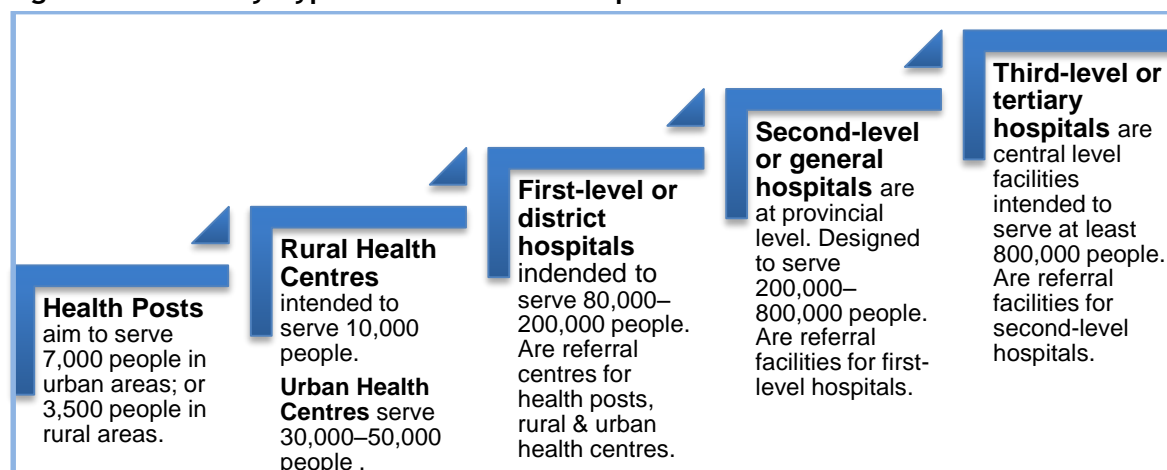 Health Posts
aim to serve
7,000 people in
urban areas; or
3,500 people in
rural areas.
Rural Health
Centres
intended to
serve 10,000
people.
Urban Health
Centres serve
30,000–50,000
people .
First-level or
district
hospitals
indended to
serve 80,000–
200,000 people.
Are referral
centres for
health posts,
rural & urban
health centres.
Second-level
or general
hospitals are
at provincial
level. Designed
to serve
200,000–
800,000 people.
Are referral
facilities for first-
level hospitals.
Third-level or
tertiary
hospitals are
central level
facilities
intended to
serve at least
800,000 people.
Are referral
facilities for
second-level
hospitals.